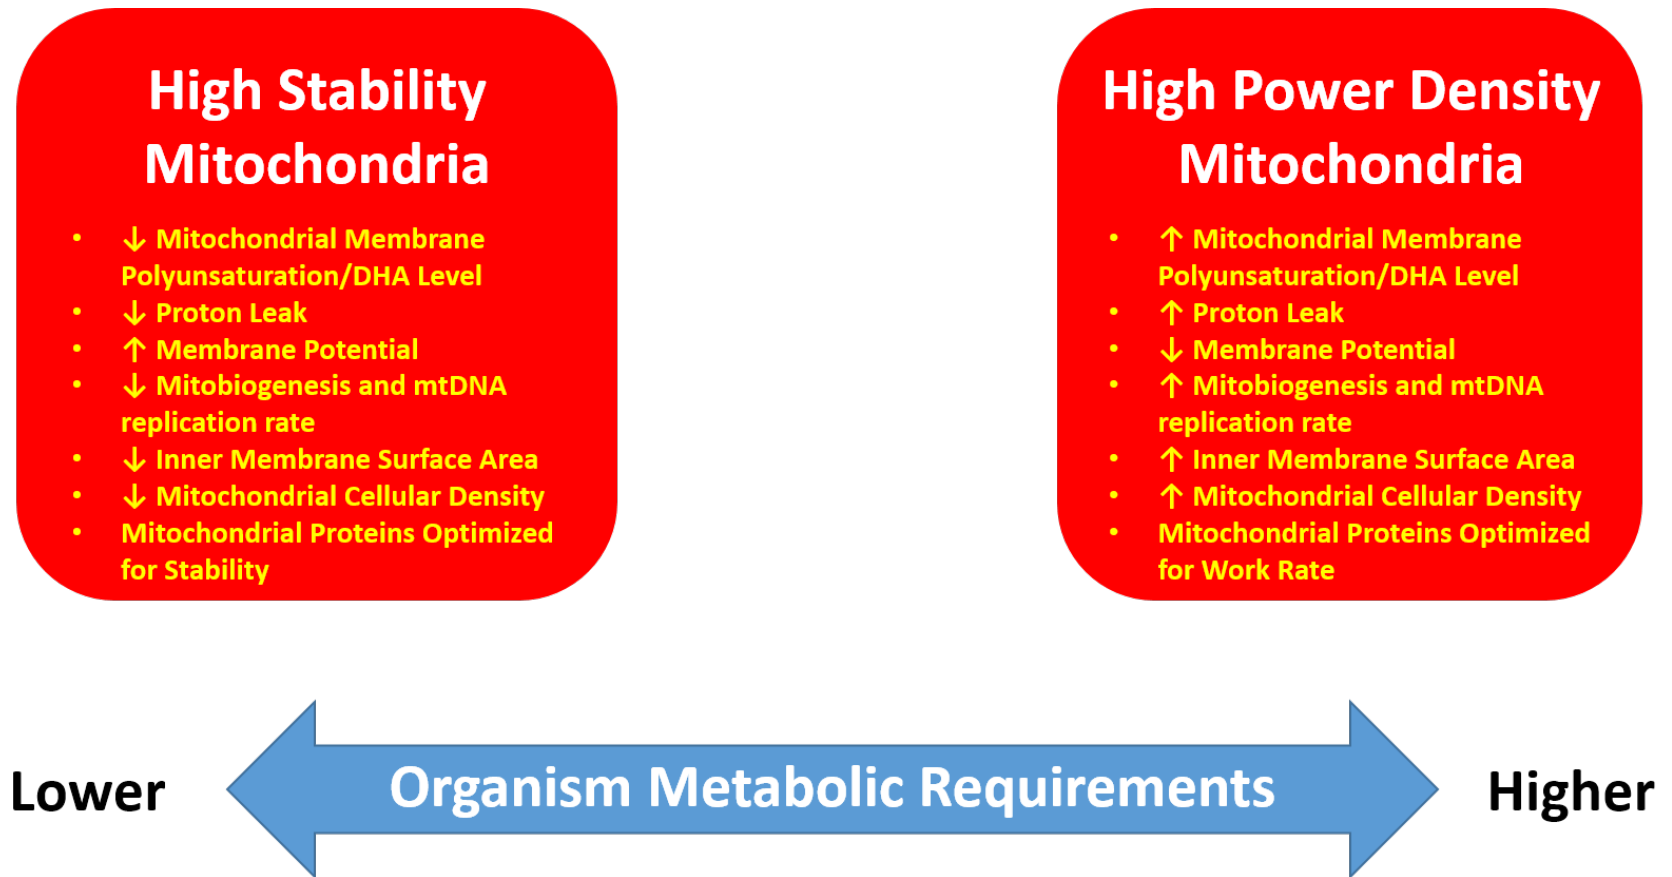 High Stability
Mitochondria
• ↓ Mitochondrial Membrane
Polyunsaturation/DHA Level
• ↓ Proton Leak
• ↑ Membrane Potential
• ↓ Mitobiogenesis and mtDNA
replication rate
• ↓ Inner Membrane Surface Area
• ↓ Mitochondrial Cellular Density
• Mitochondrial Proteins Optimized
for Stability
High Power Density
Mitochondria
• ↑ Mitochondrial Membrane
Polyunsaturation/DHA Level
• ↑ Proton Leak
• ↓ Membrane Potential
• ↑ Mitobiogenesis and mtDNA
replication rate
• ↑ Inner Membrane Surface Area
• ↑ Mitochondrial Cellular Density
• Mitochondrial Proteins Optimized
for Work Rate
Lower
Organism Metabolic Requirements
Higher